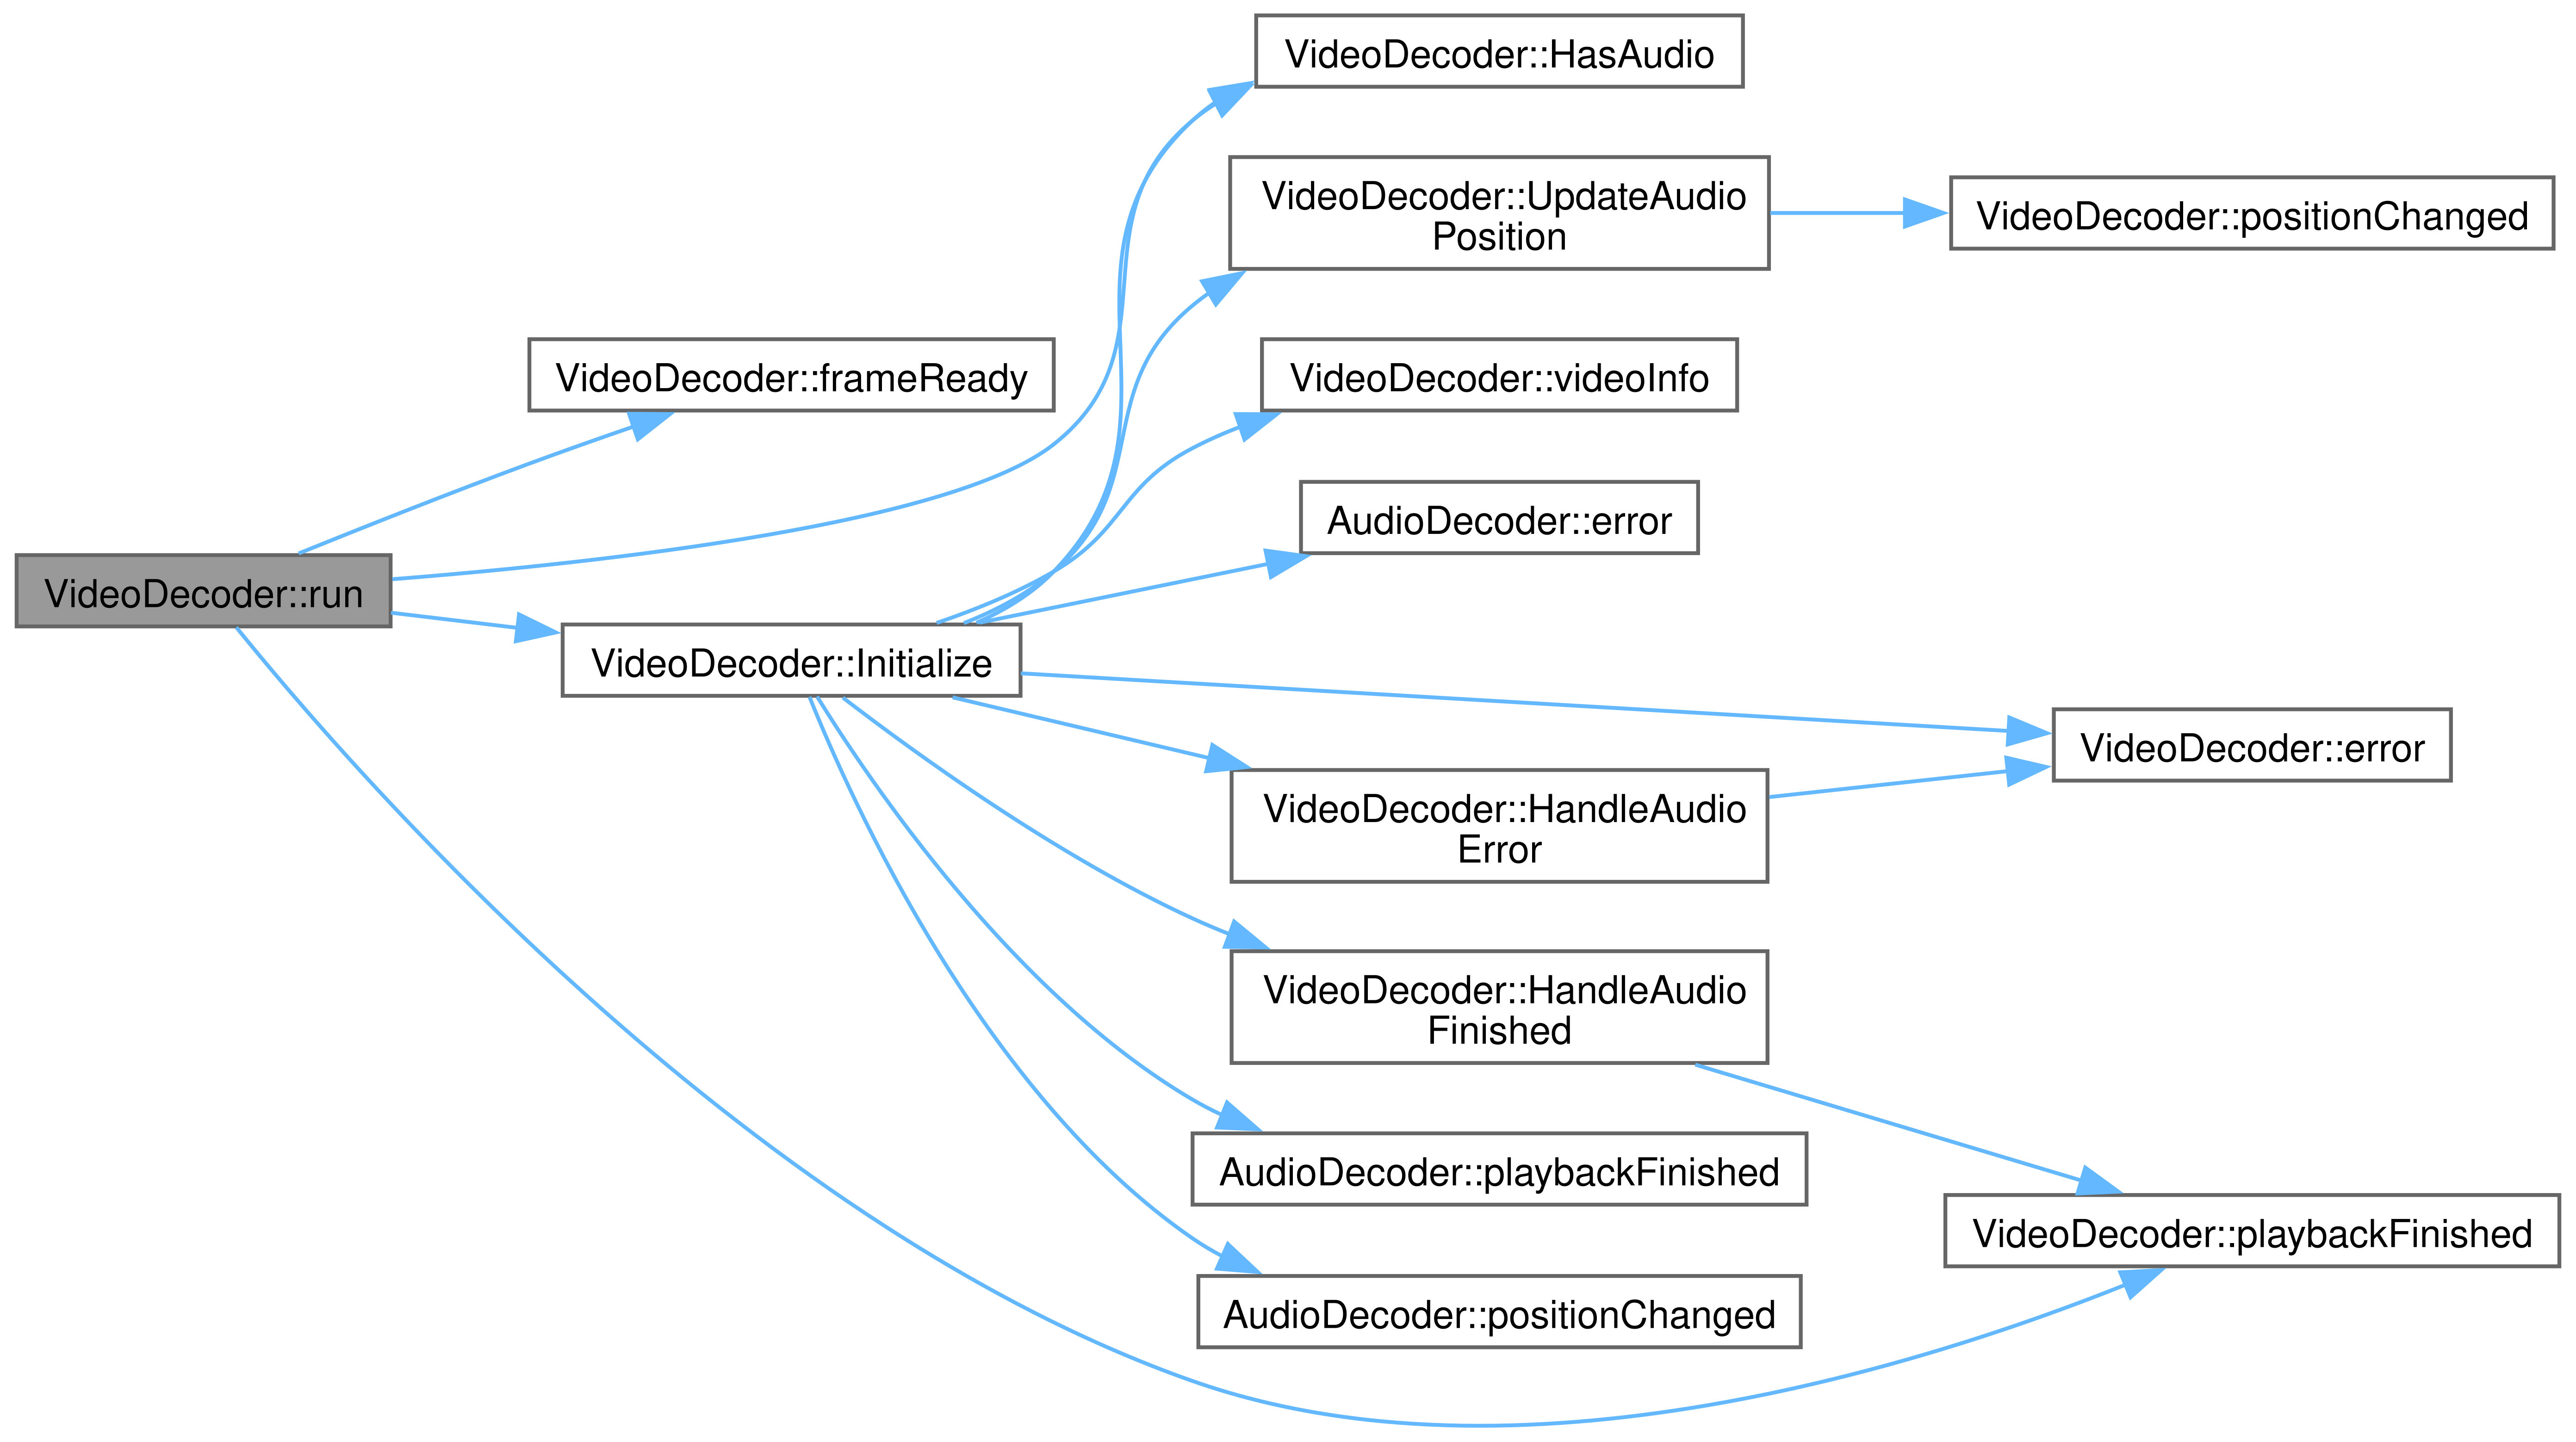 VideoDecoder::HasAudio
VideoDecoder::UpdateAudio
Position
VideoDecoder::positionChanged
VideoDecoder::frameReady
VideoDecoder::videoInfo
AudioDecoder::error
VideoDecoder::run
VideoDecoder::Initialize
VideoDecoder::error
VideoDecoder::HandleAudio
Error
VideoDecoder::HandleAudio
Finished
AudioDecoder::playbackFinished
VideoDecoder::playbackFinished
AudioDecoder::positionChanged